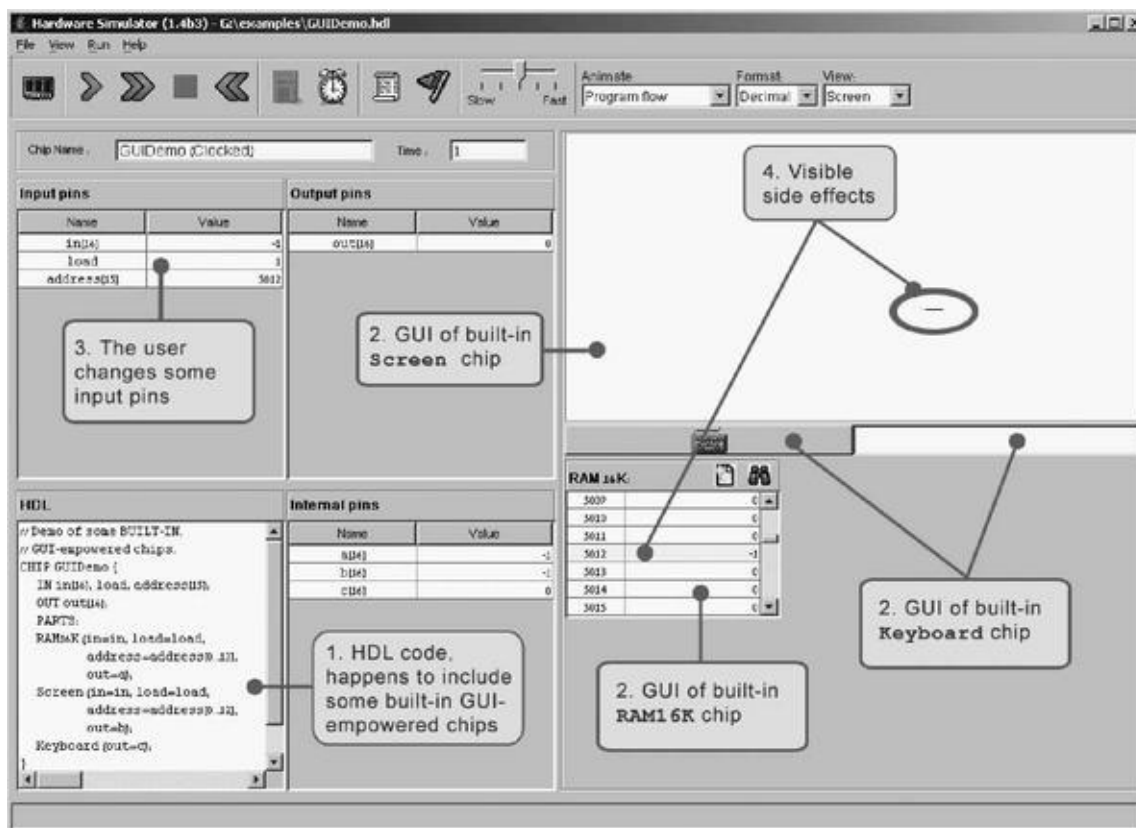 Hardware Simulator (1.4b3) - G:\examples\GUIDemo.hdl
File View Run Help
Slow Fast
Animate:
Program flow
Format:
Decimal
View:
Screen
Chip Name :
GUIDemo (Clocked)
Time :
1
Input pins
Name Value
in[16] -1
load 1
address[15] 5012
3. The user
changes some
input pins
Output pins
Name Value
out[16] 0
2. GUI of built-in
Screen chip
4. Visible
side effects
HDL
// Demo of some BUILT-IN.
// GUI-empowered chips.
CHIP GUIDemo {
IN in[16], load, address[15];
OUT out[16];
PARTS:
RAM16K (in=in, load=load,
address=address[0..13],
out=a);
Screen (in=in, load=load,
address=address[0..12],
out=b);
Keyboard (out=c);
}
Internal pins
Name Value
a[16] -1
b[16] -1
c[16] 0
1. HDL code,
happens to include
some built-in GUI-
empowered chips
RAM 16K:
5009 0
5010 0
5011 0
5012 -1
5013 0
5014 0
5015 0
2. GUI of built-in
RAM16K chip
2. GUI of built-in
Keyboard chip